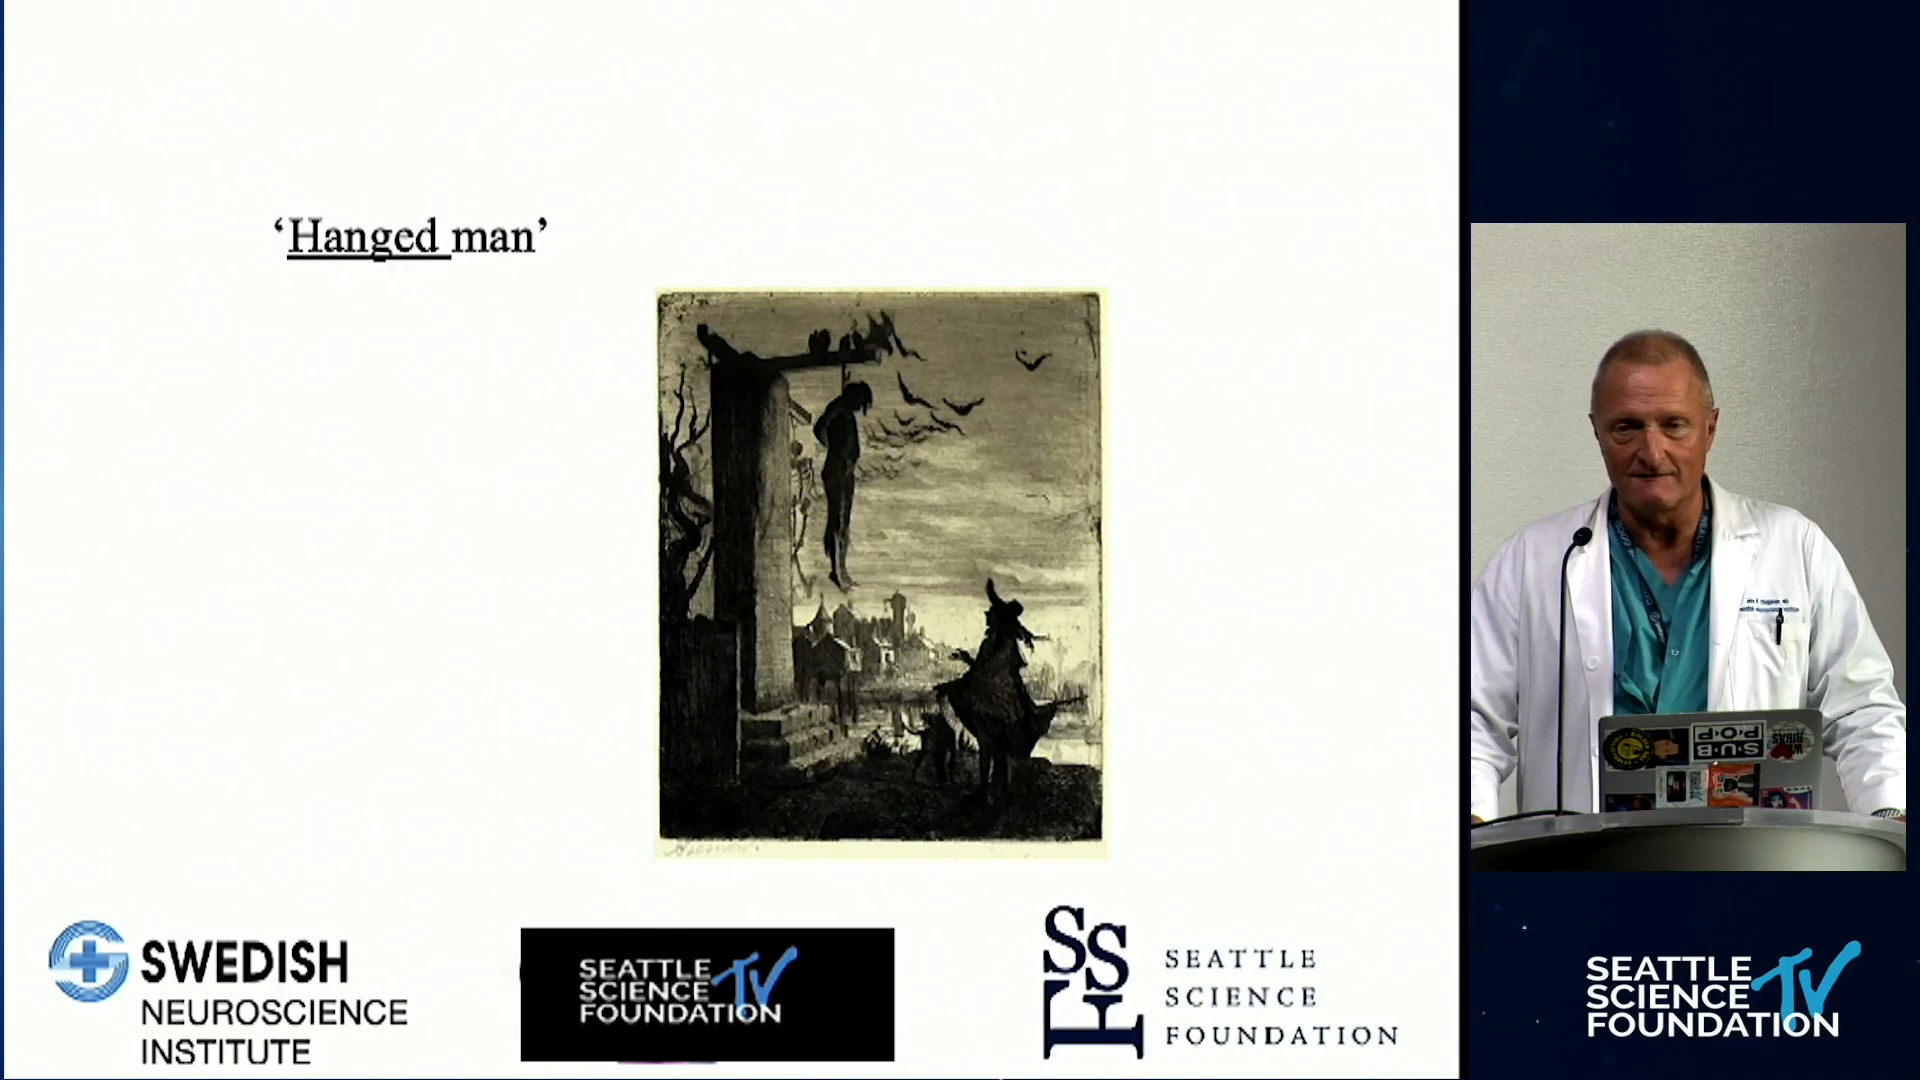 ‘Hanged man’
SWEDISH
NEUROSCIENCE
INSTITUTE
SEATTLE
SCIENCE TV
FOUNDATION
SSF
SEATTLE
SCIENCE
FOUNDATION
SUB
POP
SEATTLE
SCIENCE TV
FOUNDATION